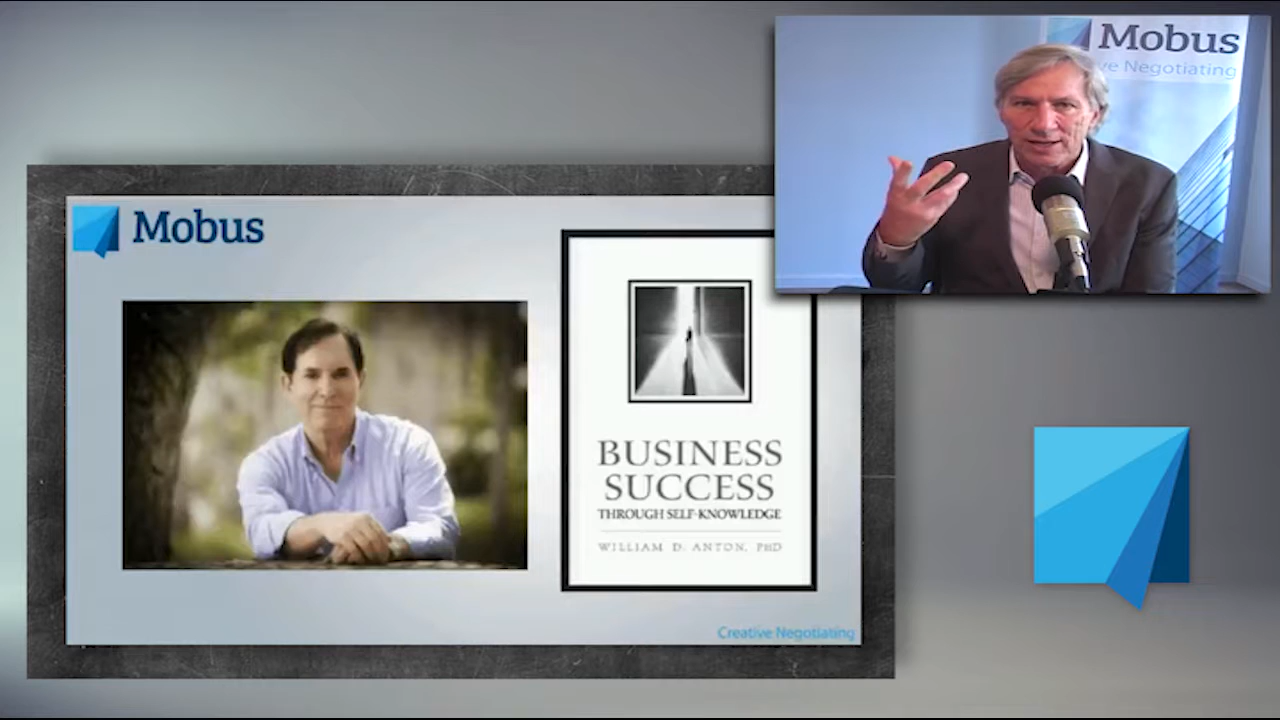 Mobus
ve Negotiating
Mobus
BUSINESS
SUCCESS
THROUGH SELF-KNOWLEDGE
WILLIAM D. ANTON, PHD
Creative Negotiating